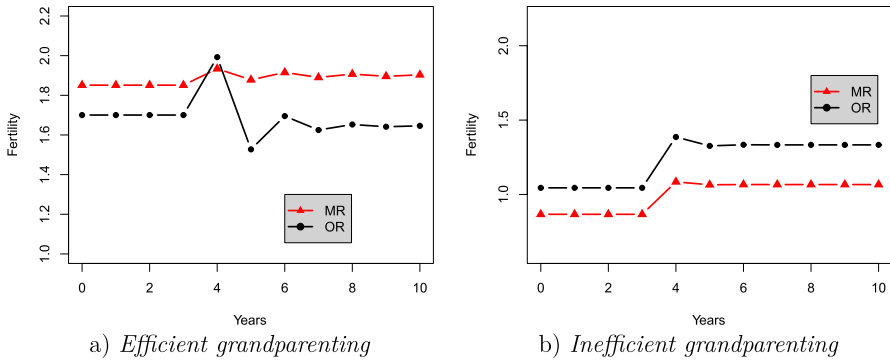 2.2
2.0
1.8
1.6
1.4
1.2
1.0
Fertility
MR
OR
0 2 4 6 8 10
Years
a) Efficient grandparenting
2.0
1.5
1.0
Fertility
MR
OR
0 2 4 6 8 10
Years
b) Inefficient grandparenting